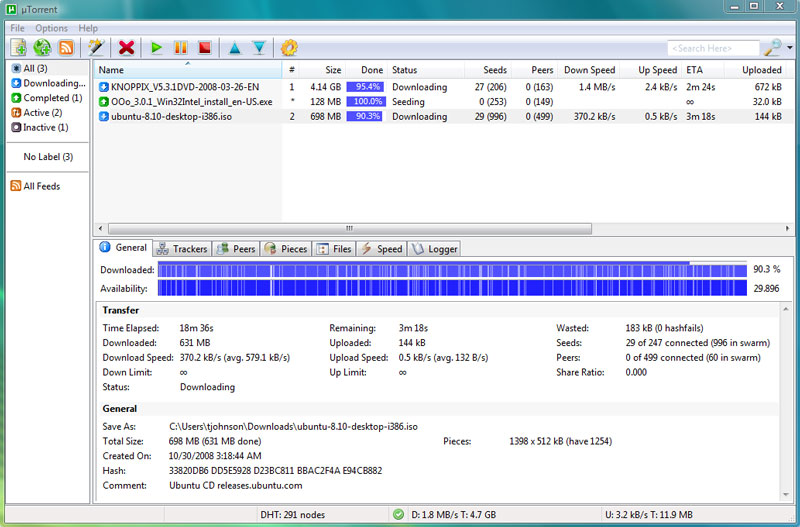 µTorrent
File Options Help
<Search Here>
All (3)
Downloading...
Completed (1)
Active (2)
Inactive (1)
No Label (3)
All Feeds
Name # Size Done Status Seeds Peers Down Speed Up Speed ETA Uploaded
KNOPPIX_V5.3.1DVD-2008-03-26-EN 1 4.14 GB 95.4% Downloading 27 (206) 0 (163) 1.4 MB/s 2.4 kB/s 2m 24s 672 kB
OOo_3.0.1_Win32Intel_install_en-US.exe * 128 MB 100.0% Seeding 0 (253) 0 (149) ∞ 32.0 kB
ubuntu-8.10-desktop-i386.iso 2 698 MB 90.3% Downloading 29 (996) 0 (499) 370.2 kB/s 0.5 kB/s 3m 18s 144 kB
General Trackers Peers Pieces Files Speed Logger
Downloaded: 90.3 %
Availability: 29.896
Transfer
Time Elapsed: 18m 36s Remaining: 3m 18s Wasted: 183 kB (0 hashfails)
Downloaded: 631 MB Uploaded: 144 kB Seeds: 29 of 247 connected (996 in swarm)
Download Speed: 370.2 kB/s (avg. 579.1 kB/s) Upload Speed: 0.5 kB/s (avg. 132 B/s) Peers: 0 of 499 connected (60 in swarm)
Down Limit: ∞ Up Limit: ∞ Share Ratio: 0.000
Status: Downloading
General
Save As: C:\Users\tjohnson\Downloads\ubuntu-8.10-desktop-i386.iso
Total Size: 698 MB (631 MB done) Pieces: 1398 x 512 kB (have 1254)
Created On: 10/30/2008 3:18:44 AM
Hash: 33820DB6 DD5E5928 D23BC811 BBAC2F4A E94CB882
Comment: Ubuntu CD releases.ubuntu.com
DHT: 291 nodes D: 1.8 MB/s T: 4.7 GB U: 3.2 kB/s T: 11.9 MB